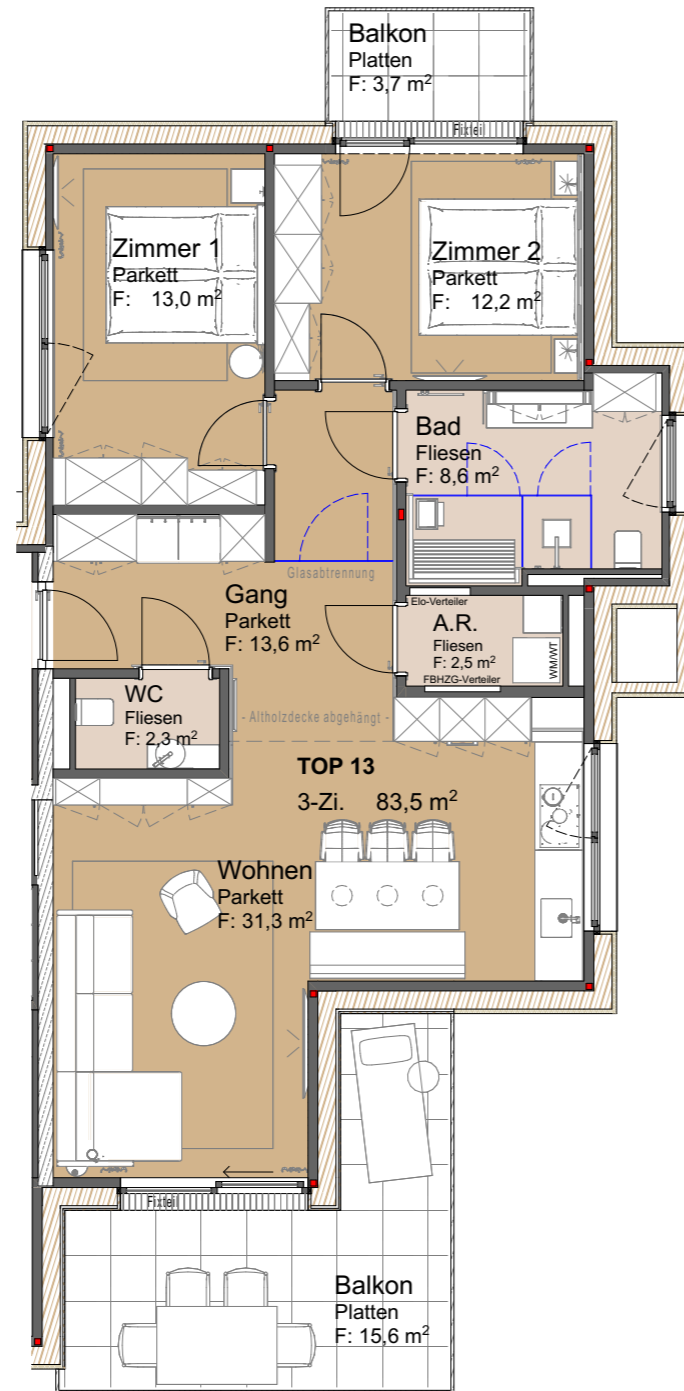 Balkon
Platten
F: 3,7 m²
Fixteil
Zimmer 1
Parkett
F: 13,0 m²
Zimmer 2
Parkett
F: 12,2 m²
Bad
Fliesen
F: 8,6 m²
Glasabtrennung
Gang
Parkett
F: 13,6 m²
Elo-Verteiler
A.R.
Fliesen
F: 2,5 m²
WM/WT
FBHZG-Verteiler
WC
Fliesen
F: 2,3 m²
- Altholzdecke abgehängt -
TOP 13
3-Zi. 83,5 m²
Wohnen
Parkett
F: 31,3 m²
Fixteil
Balkon
Platten
F: 15,6 m²